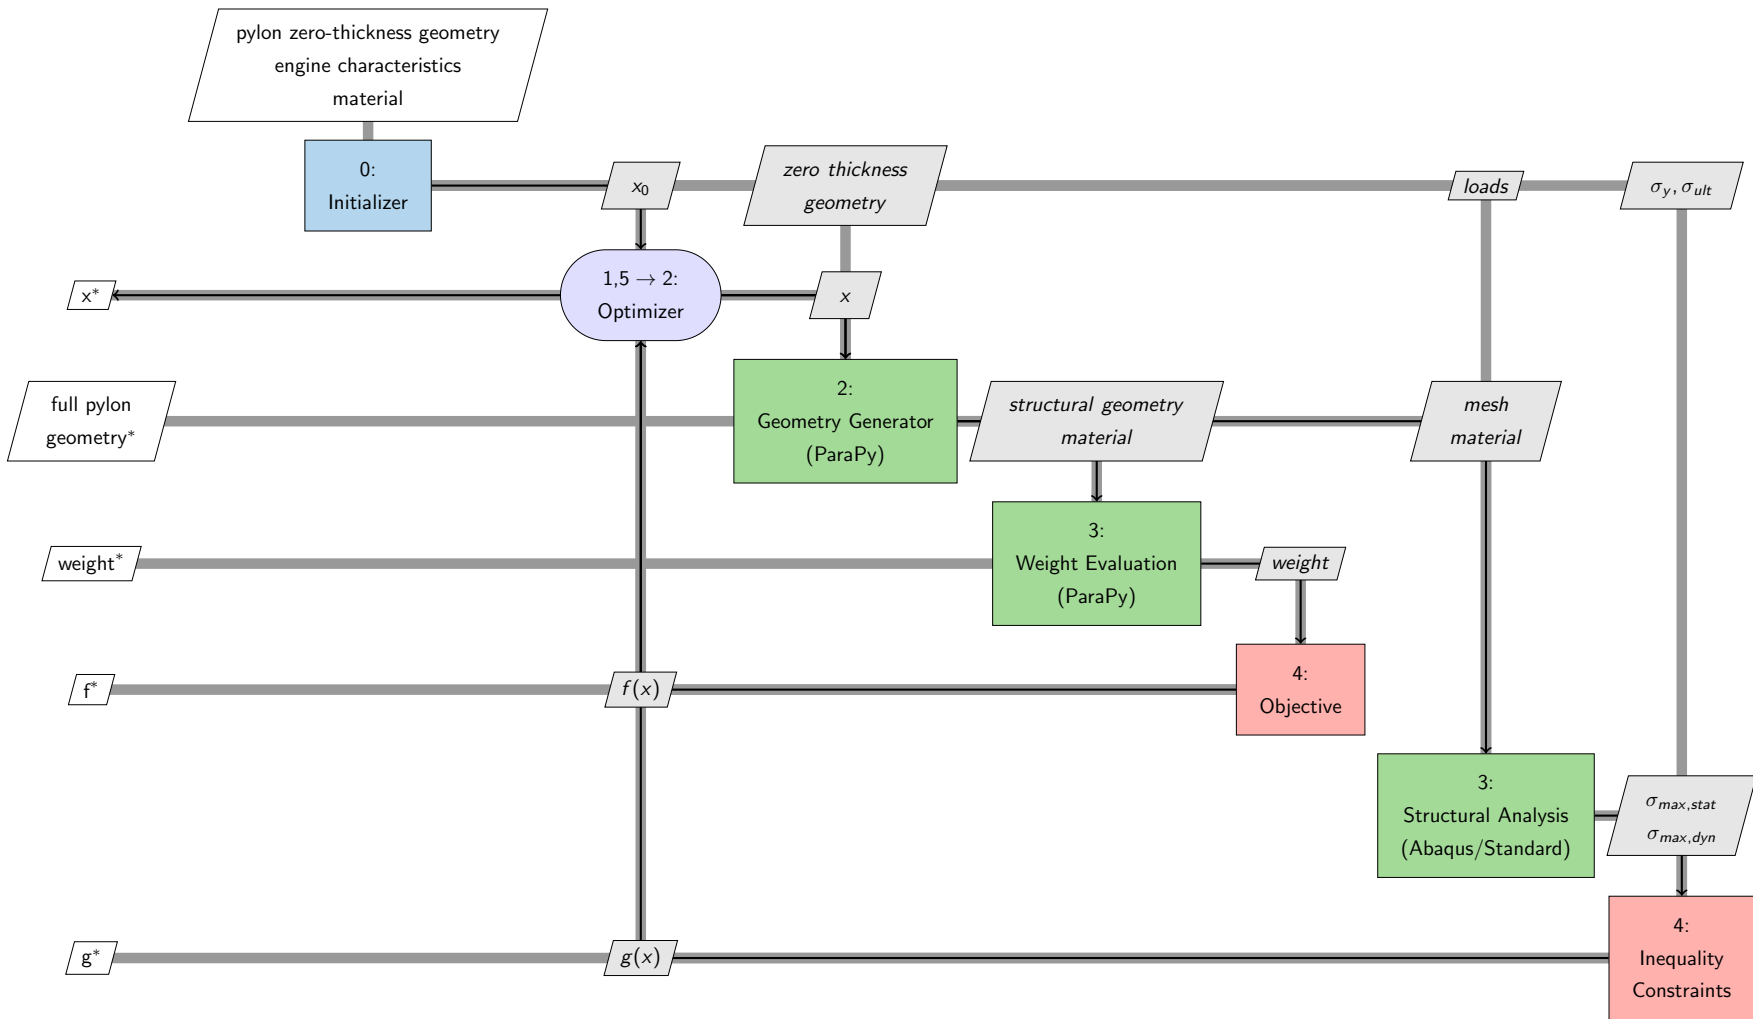 pylon zero-thickness geometry
engine characteristics
material
0:
Initializer
x₀
zero thickness
geometry
loads
σ_y, σ_ult
x*
1,5 → 2:
Optimizer
x
full pylon
geometry*
2:
Geometry Generator
(ParaPy)
structural geometry
material
mesh
material
weight*
3:
Weight Evaluation
(ParaPy)
weight
f*
f(x)
4:
Objective
3:
Structural Analysis
(Abaqus/Standard)
σ_max,stat
σ_max,dyn
g*
g(x)
4:
Inequality
Constraints